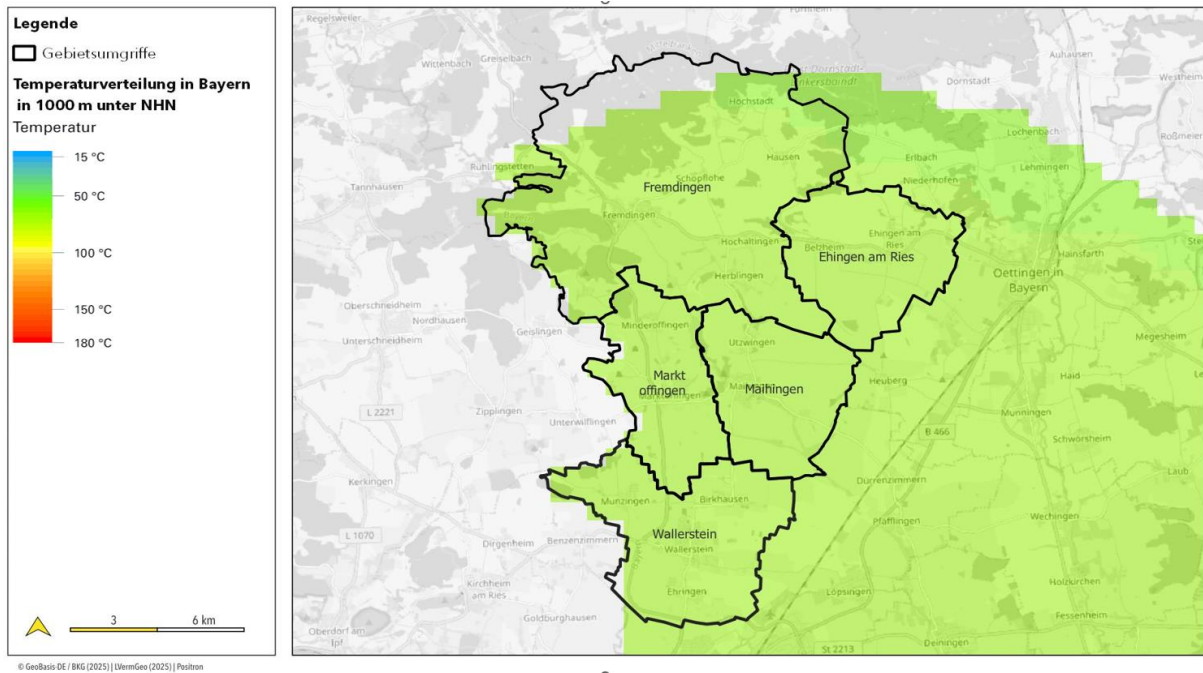 Legende
Gebietsumgriffe
Temperaturverteilung in Bayern
in 1000 m unter NHN
Temperatur
15 °C
50 °C
100 °C
150 °C
180 °C
3
6 km
© GeoBasis-DE / BKG (2025) | LVermGeo (2025) | Positron
Regelsweiler
Wittenbach
Greiselbach
Auhausen
Dornstadt
Westheim
Hochstadt
Lochenbach
Roßmeier
Hausen
Erlbach
Lehmingen
Rühlingstetten
Tannhausen
Schopflohe
Niederhofen
Fremdingen
Fremdingen
Bayern
Ehingen am
Ries
Hochaltingen
Belzheim
Hainsfarth
Ehingen am Ries
Herblingen
Oettingen in
Bayern
Oberschneidheim
Nordhausen
Geislingen
Minderoffingen
Unterschneidheim
Utzwingen
Megesheim
Markt
offingen
Maihingen
Heuberg
Haid
L 2221
Zipplingen
Munningen
Unterwilflingen
B 466
Schwörsheim
Laub
Kerkingen
Munzingen
Birkhausen
Dürrenzimmern
Wechingen
Pfäfflingen
L 1070
Wallerstein
Dirgenheim
Benzenzimmern
Wallerstein
Bayern
Kirchheim
am Ries
Ehringen
Löpsingen
Holzkirchen
Goldburghausen
Fessenheim
Oberdorf am
Ipf
St 2213
Deiningen